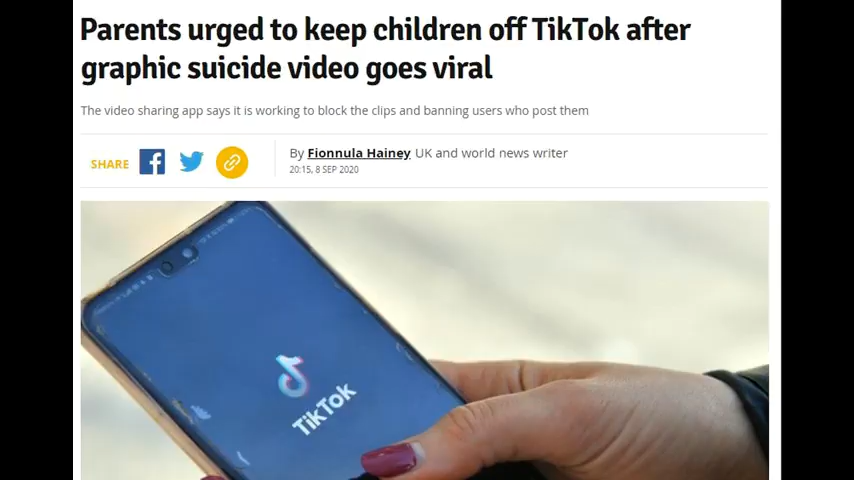 Parents urged to keep children off TikTok after
graphic suicide video goes viral
The video sharing app says it is working to block the clips and banning users who post them
SHARE
By Fionnula Hainey UK and world news writer
20:15, 8 SEP 2020
TikTok